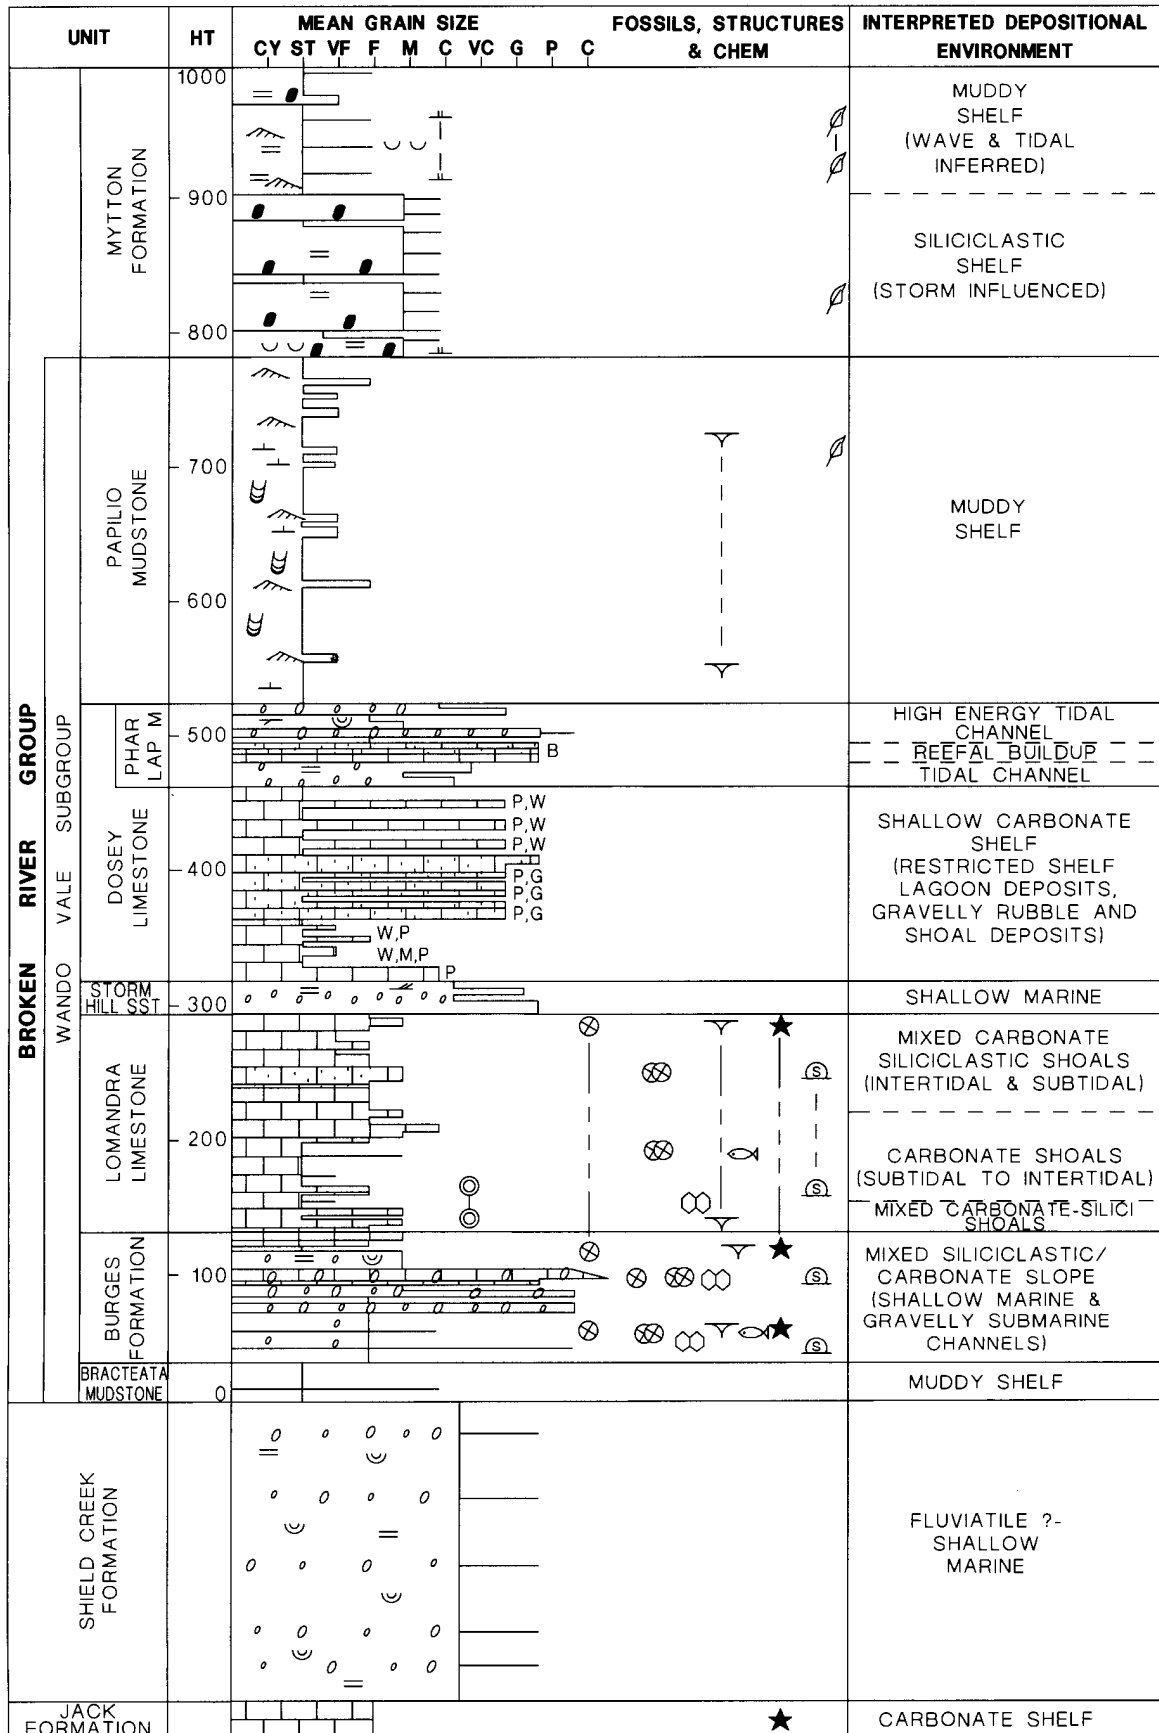 UNIT
HT
MEAN GRAIN SIZE
CY ST VF F M C VC G P C
FOSSILS, STRUCTURES
& CHEM
INTERPRETED DEPOSITIONAL
ENVIRONMENT
BROKEN RIVER GROUP
WANDO VALE SUBGROUP
MYTTON
FORMATION
1000
900
800
MUDDY
SHELF
(WAVE & TIDAL
INFERRED)
SILICICLASTIC
SHELF
(STORM INFLUENCED)
PAPILIO
MUDSTONE
700
600
MUDDY
SHELF
PHAR
LAP M
500
B
HIGH ENERGY TIDAL
CHANNEL
REEFAL BUILDUP
TIDAL CHANNEL
DOSEY
LIMESTONE
400
P,W
P,W
P,W
P,G
P,G
P,G
W,P
W,M,P
P
SHALLOW CARBONATE
SHELF
(RESTRICTED SHELF
LAGOON DEPOSITS,
GRAVELLY RUBBLE AND
SHOAL DEPOSITS)
STORM
HILL SST
300
SHALLOW MARINE
LOMANDRA
LIMESTONE
200
S
S
MIXED CARBONATE
SILICICLASTIC SHOALS
(INTERTIDAL & SUBTIDAL)
CARBONATE SHOALS
(SUBTIDAL TO INTERTIDAL)
MIXED CARBONATE-SILICI
SHOALS
BURGES
FORMATION
100
S
S
MIXED SILICICLASTIC/
CARBONATE SLOPE
(SHALLOW MARINE &
GRAVELLY SUBMARINE
CHANNELS)
BRACTEATA
MUDSTONE
0
MUDDY SHELF
SHIELD CREEK
FORMATION
FLUVIATILE ?-
SHALLOW
MARINE
JACK
FORMATION
CARBONATE SHELF